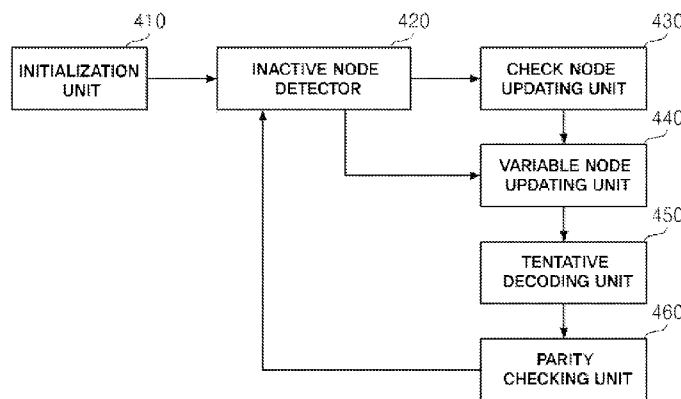 410
INITIALIZATION
UNIT
420
INACTIVE NODE
DETECTOR
430
CHECK NODE
UPDATING UNIT
440
VARIABLE NODE
UPDATING UNIT
450
TENTATIVE
DECODING UNIT
460
PARITY
CHECKING UNIT